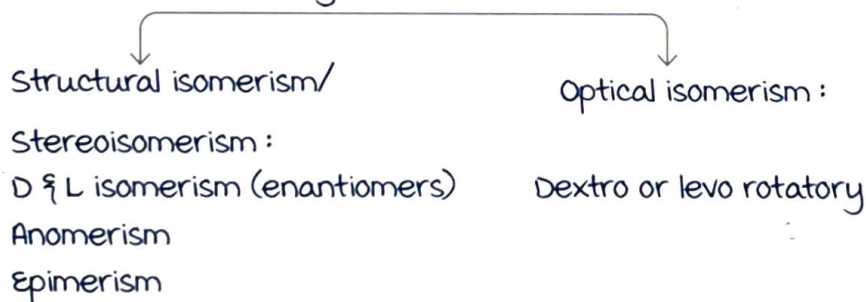 Structural isomerism/
Optical isomerism :
Stereoisomerism :
D & L isomerism (enantiomers)
Dextro or levo rotatory
Anomerism
Epimerism